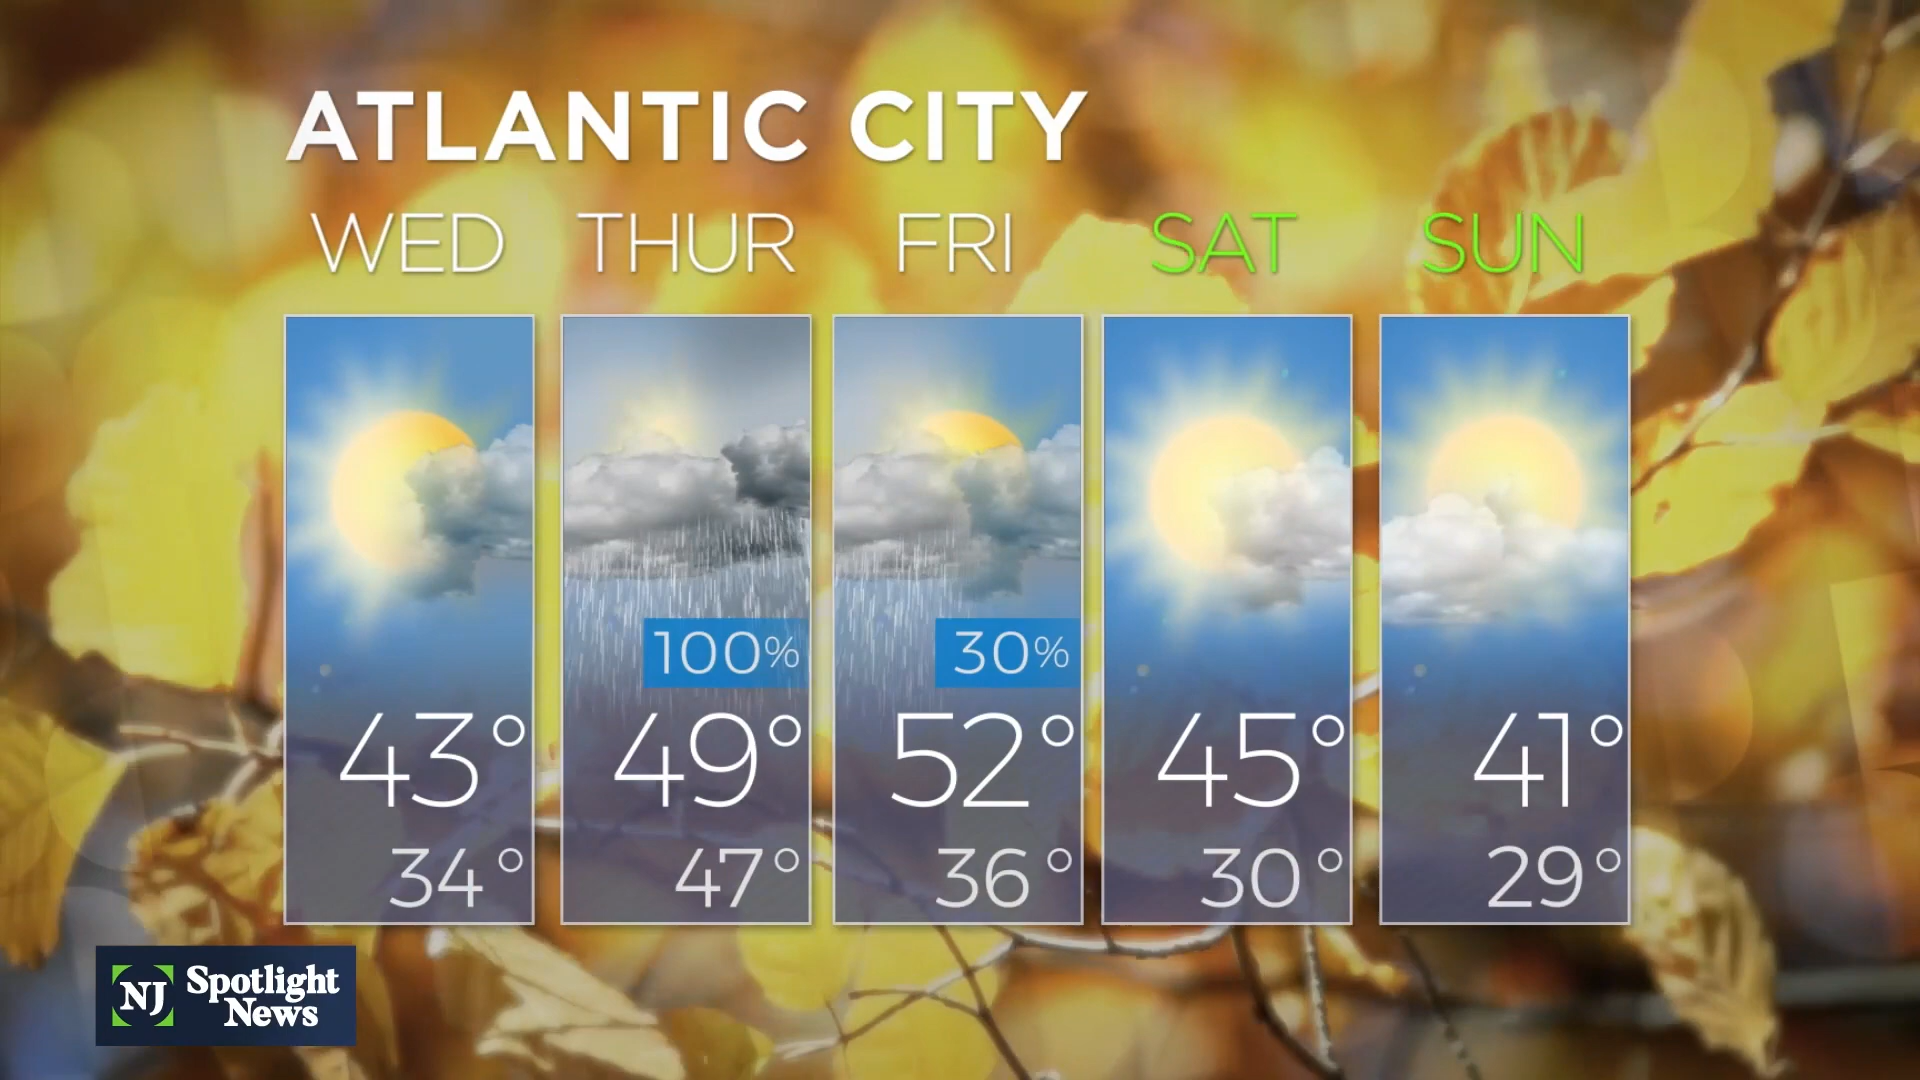 ATLANTIC CITY
WED THUR FRI SAT SUN
100% 30%
43° 49° 52° 45° 41°
34° 47° 36° 30° 29°
NJ Spotlight
News